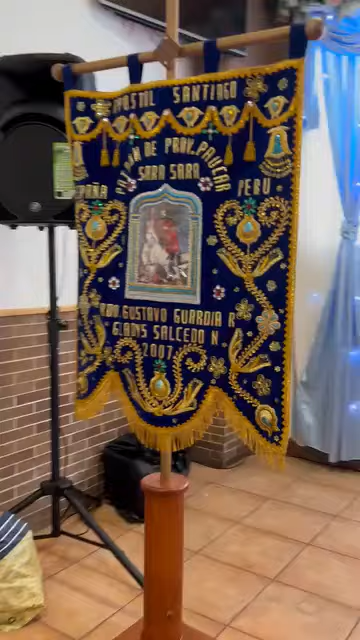 APOSTOL SANTIAGO
PATRON DE PROV. PAUCAR
SARA SARA
ESPAÑA PERU
GUSTAVO GUARDIA R
GLADYS SALCEDO N.
2007